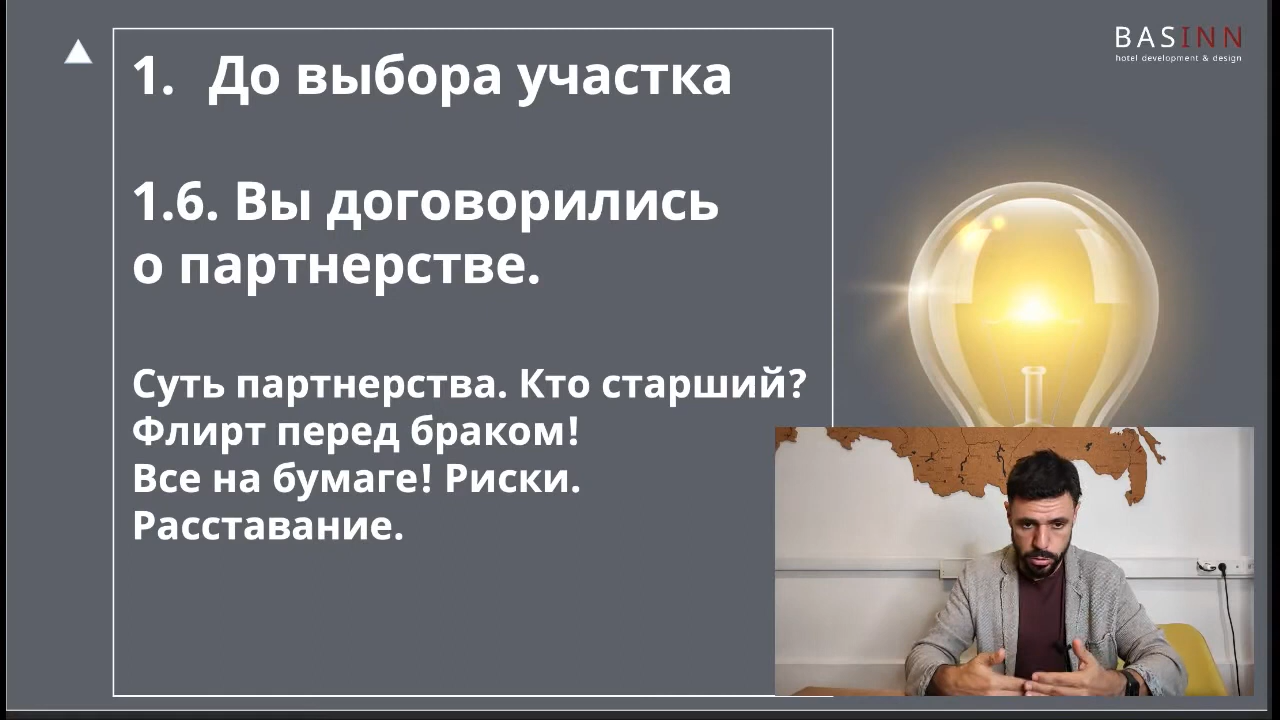 BASINN
hotel development & design
1. До выбора участка
1.6. Вы договорились
о партнерстве.
Суть партнерства. Кто старший?
Флирт перед браком!
Все на бумаге! Риски.
Расставание.